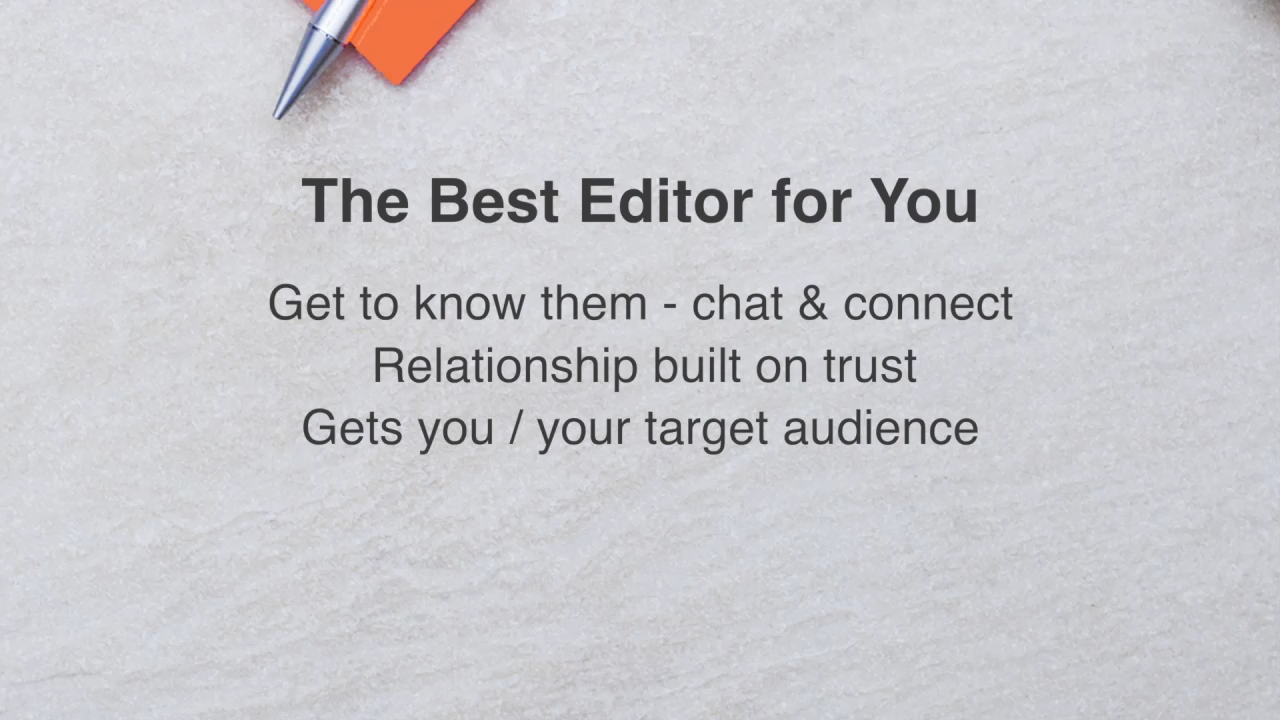 The Best Editor for You
Get to know them - chat & connect
Relationship built on trust
Gets you / your target audience